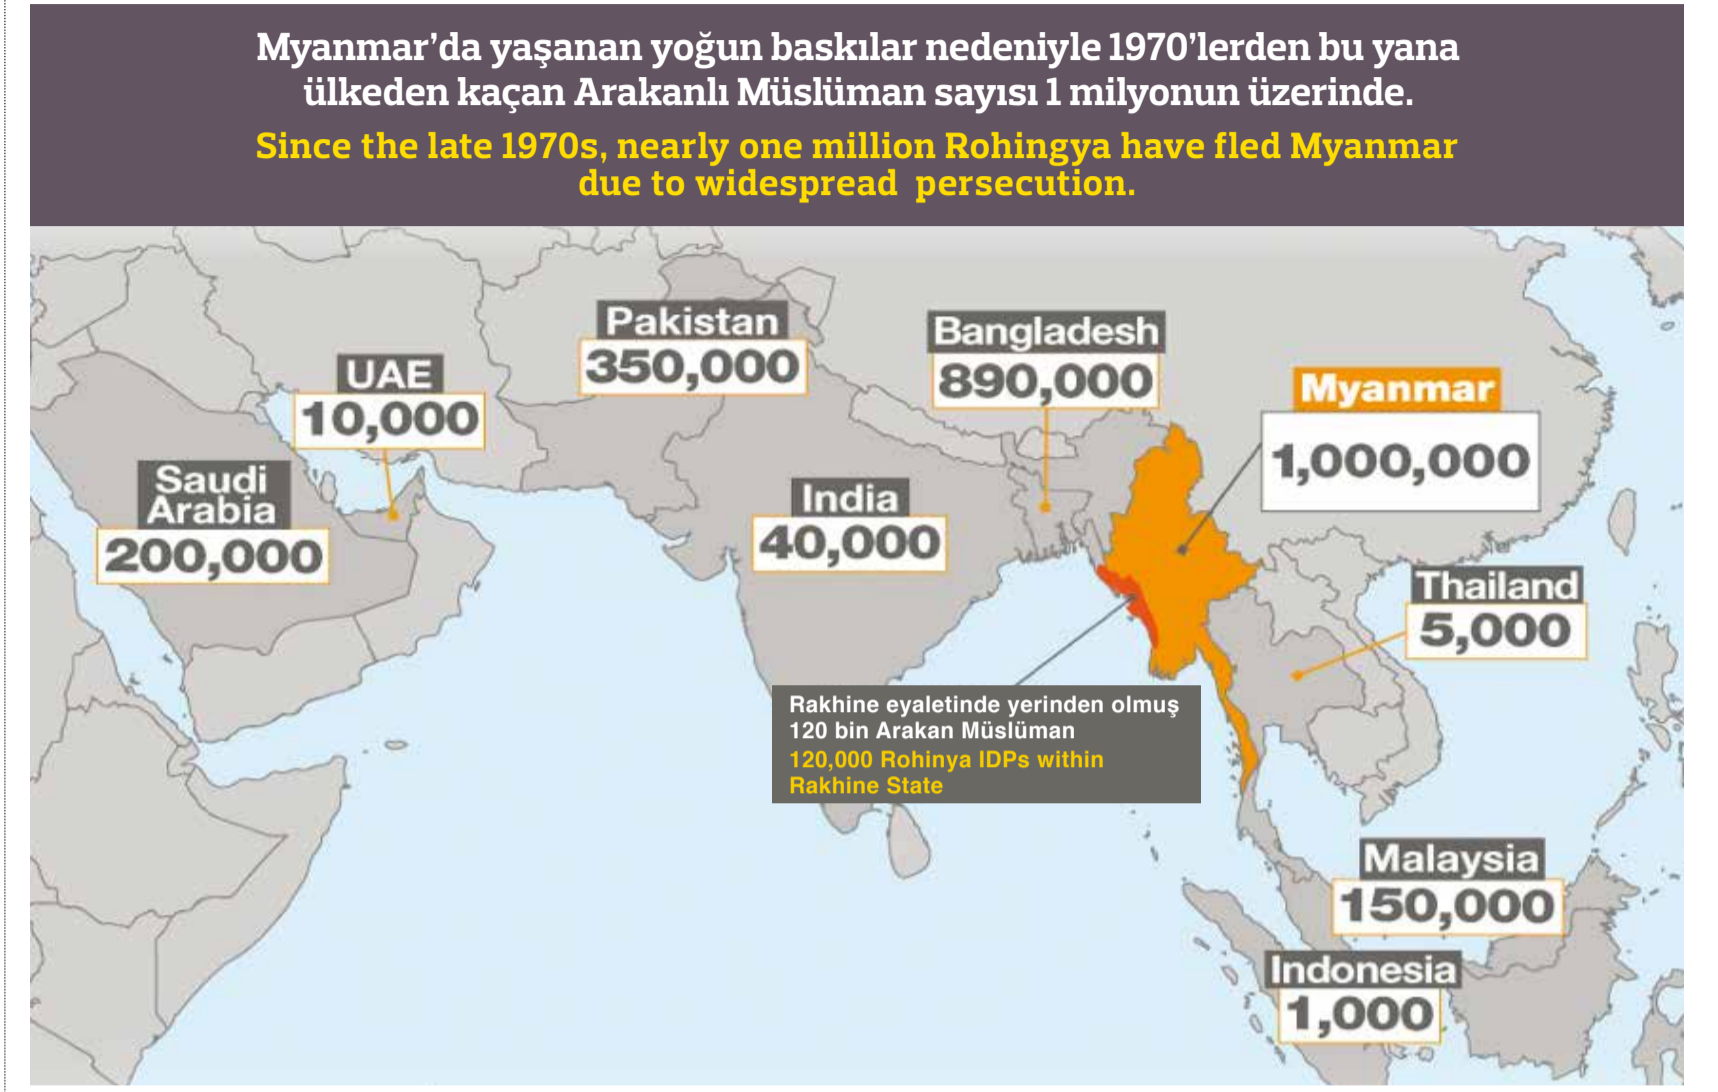 Myanmar’da yaşanan yoğun baskılar nedeniyle 1970’lerden bu yana
ülkeden kaçan Arakanlı Müslüman sayısı 1 milyonun üzerinde.
Since the late 1970s, nearly one million Rohingya have fled Myanmar
due to widespread persecution.
Pakistan
350,000
Bangladesh
890,000
UAE
10,000
Myanmar
1,000,000
Saudi
Arabia
200,000
India
40,000
Thailand
5,000
Rakhine eyaletinde yerinden olmuş
120 bin Arakan Müslüman
120,000 Rohinya IDPs within
Rakhine State
Malaysia
150,000
Indonesia
1,000